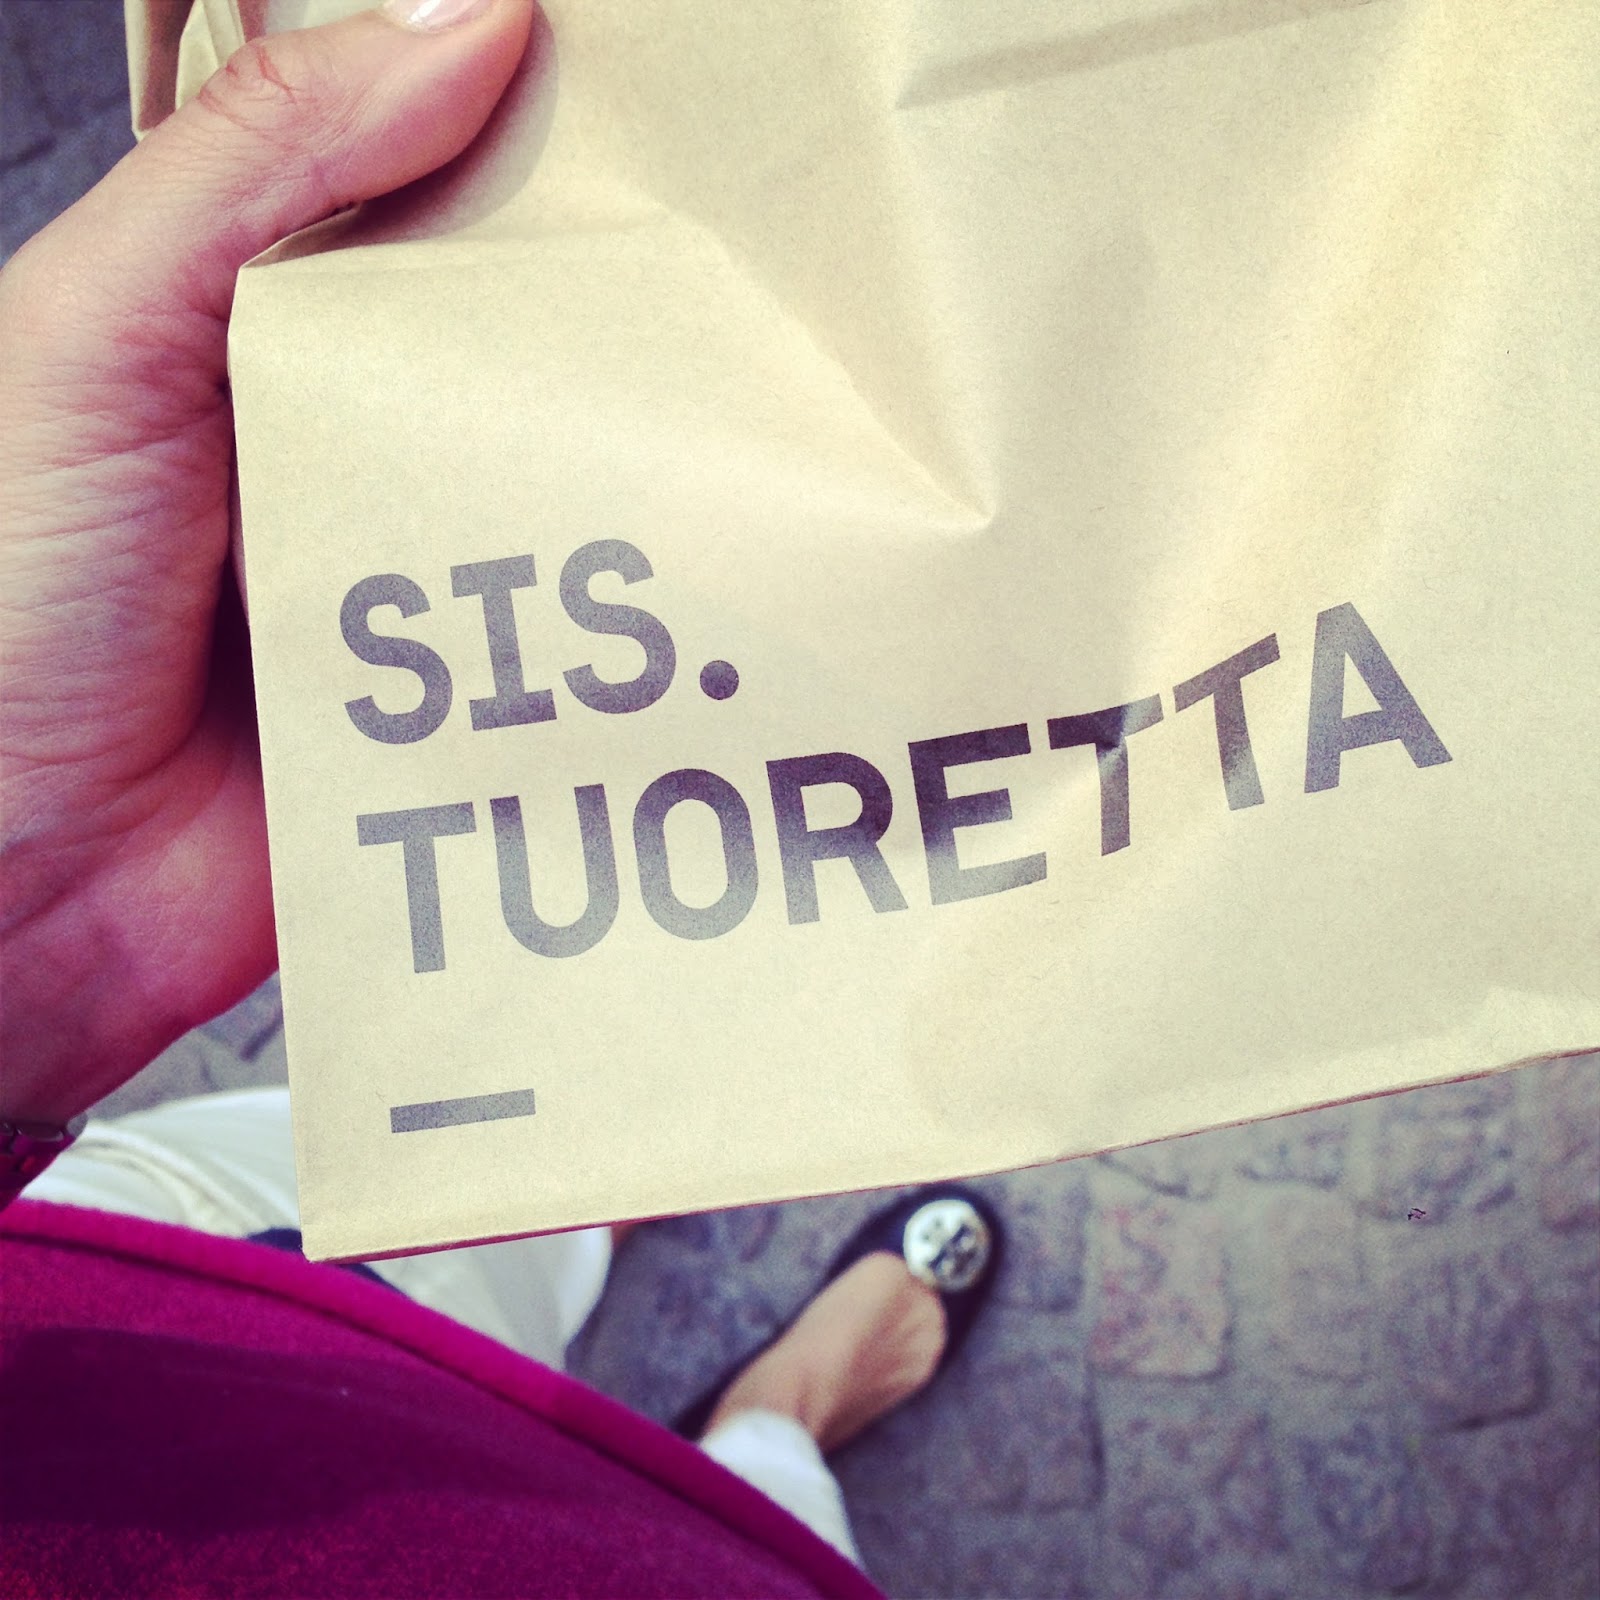 SIS.
TUORETTA
—